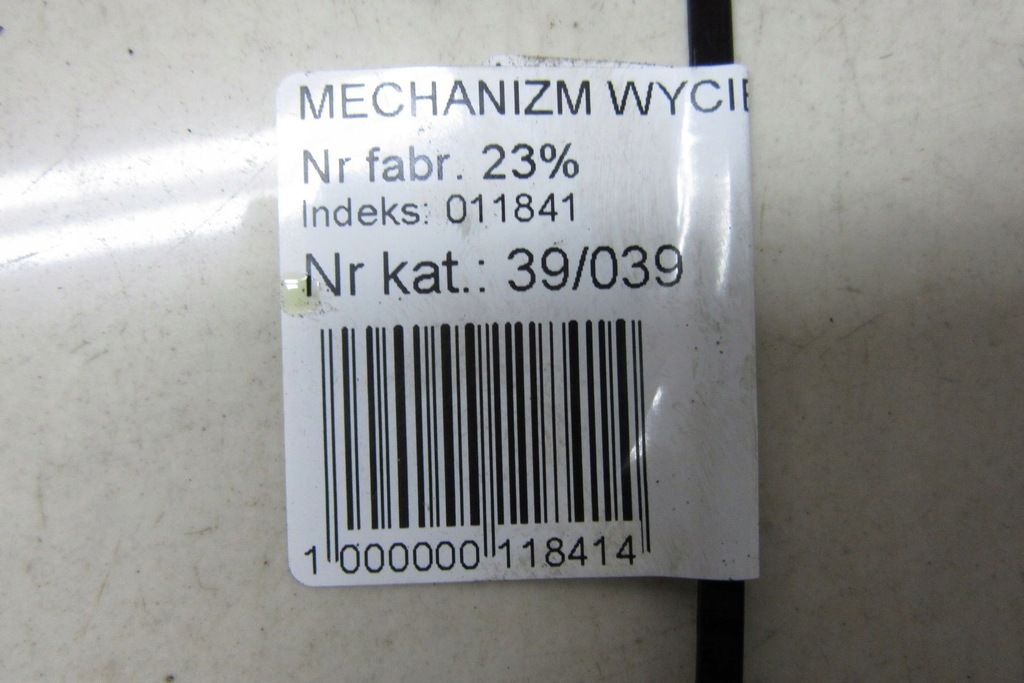 MECHANIZM WYCIE
Nr fabr. 23%
Indeks: 011841
Nr kat.: 39/039
1 000000 118414